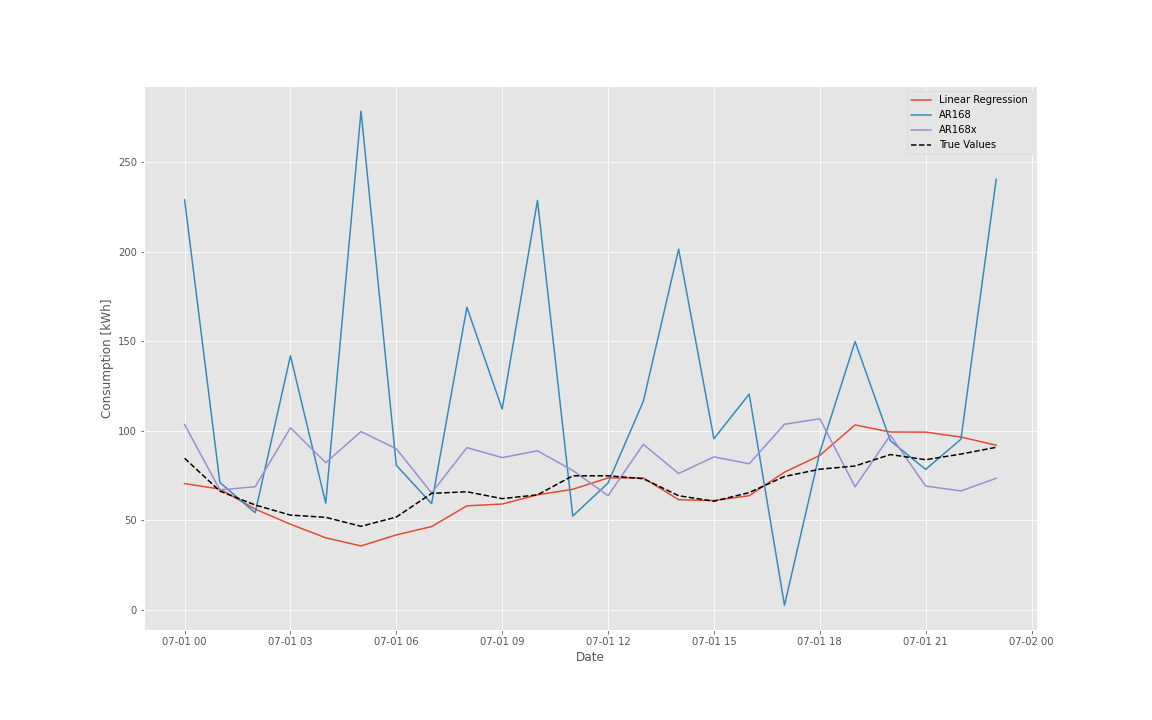 Linear Regression
AR168
AR168x
True Values
250
200
150
100
50
0
Consumption [kWh]
07-01 00 07-01 03 07-01 06 07-01 09 07-01 12 07-01 15 07-01 18 07-01 21 07-02 00
Date